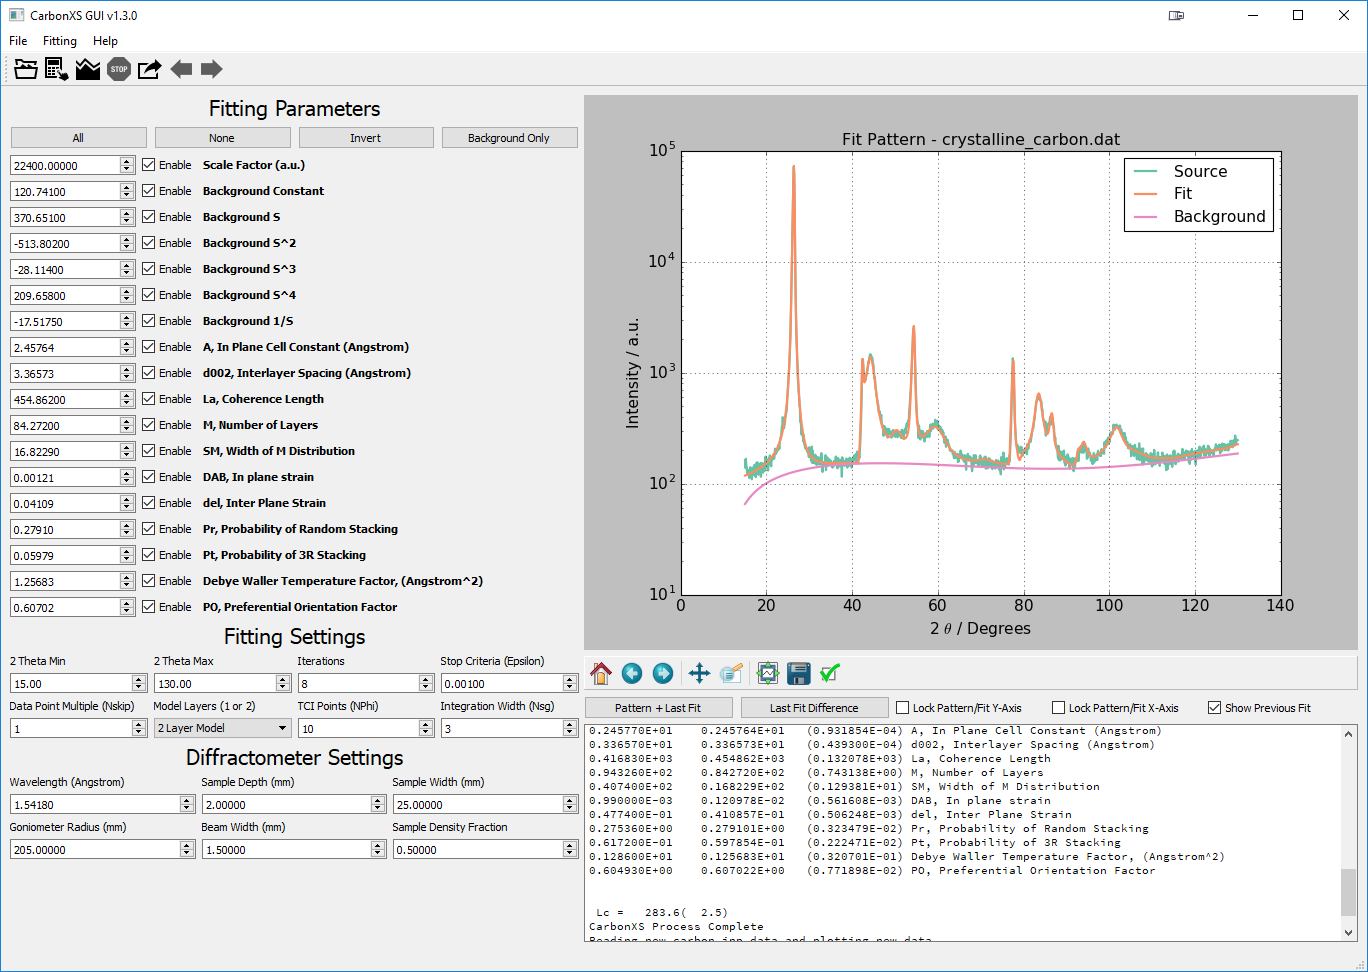 CarbonXS GUI v1.3.0
File Fitting Help
STOP
Fitting Parameters
All None Invert Background Only
22400.00000 Enable Scale Factor (a.u.)
120.74100 Enable Background Constant
370.65100 Enable Background S
-513.80200 Enable Background S^2
-28.11400 Enable Background S^3
209.65800 Enable Background S^4
-17.51750 Enable Background 1/S
2.45764 Enable A, In Plane Cell Constant (Angstrom)
3.36573 Enable d002, Interlayer Spacing (Angstrom)
454.86200 Enable La, Coherence Length
84.27200 Enable M, Number of Layers
16.82290 Enable SM, Width of M Distribution
0.00121 Enable DAB, In plane strain
0.04109 Enable del, Inter Plane Strain
0.27910 Enable Pr, Probability of Random Stacking
0.05979 Enable Pt, Probability of 3R Stacking
1.25683 Enable Debye Waller Temperature Factor, (Angstrom^2)
0.60702 Enable PO, Preferential Orientation Factor
Fitting Settings
2 Theta Min 2 Theta Max Iterations Stop Criteria (Epsilon)
15.00 130.00 8 0.00100
Data Point Multiple (Nskip) Model Layers (1 or 2) TCI Points (NPhi) Integration Width (Nsg)
1 2 Layer Model 10 3
Diffractometer Settings
Wavelength (Angstrom) Sample Depth (mm) Sample Width (mm)
1.54180 2.00000 25.00000
Goniometer Radius (mm) Beam Width (mm) Sample Density Fraction
205.00000 1.50000 0.50000
Fit Pattern - crystalline_carbon.dat
Source
Fit
Background
10^5
10^4
10^3
10^2
10^1
Intensity / a.u.
0 20 40 60 80 100 120 140
2 θ / Degrees
Pattern + Last Fit Last Fit Difference Lock Pattern/Fit Y-Axis Lock Pattern/Fit X-Axis Show Previous Fit
0.245770E+01 0.245764E+01 (0.931854E-04) A, In Plane Cell Constant (Angstrom)
0.336570E+01 0.336573E+01 (0.439300E-04) d002, Interlayer Spacing (Angstrom)
0.416830E+03 0.454862E+03 (0.132078E+03) La, Coherence Length
0.943260E+02 0.842720E+02 (0.743138E+00) M, Number of Layers
0.407400E+02 0.168229E+02 (0.129381E+01) SM, Width of M Distribution
0.990000E-03 0.120978E-02 (0.561608E-03) DAB, In plane strain
0.477400E-01 0.410857E-01 (0.506248E-03) del, Inter Plane Strain
0.275360E+00 0.279101E+00 (0.323479E-02) Pr, Probability of Random Stacking
0.617200E-01 0.597854E-01 (0.222471E-02) Pt, Probability of 3R Stacking
0.128600E+01 0.125683E+01 (0.320701E-01) Debye Waller Temperature Factor, (Angstrom^2)
0.604930E+00 0.607022E+00 (0.771898E-02) PO, Preferential Orientation Factor
Lc = 283.6( 2.5)
CarbonXS Process Complete
Reading new carbon.inp data and plotting new data